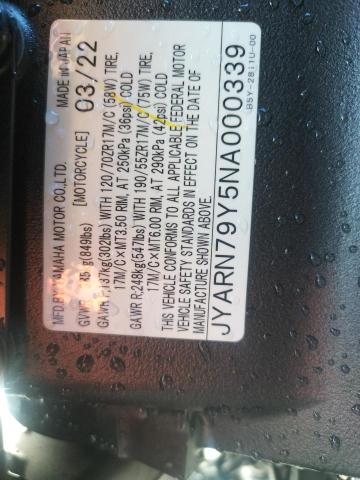 MFD.BY YAMAHA MOTOR CO.,LTD. MADE IN JAPAN
[MOTORCYCLE] 03/22
GVWR, kg(849lbs)
GAWR F,137kg(302lbs) WITH 120/70ZR17M/C (58W) TIRE,
17M/C×MT3.50 RIM, AT 250kPa (36psi) COLD
GAWR R,248kg(547lbs) WITH 190/55ZR17M/C (75W) TIRE,
17M/C×MT6.00 RIM, AT 290kPa (42psi) COLD
THIS VEHICLE CONFORMS TO ALL APPLICABLE FEDERAL MOTOR
VEHICLE SAFETY STANDARDS IN EFFECT ON THE DATE OF
MANUFACTURE SHOWN ABOVE.
JYARN79Y5NA000339
B5Y-28;1U-00